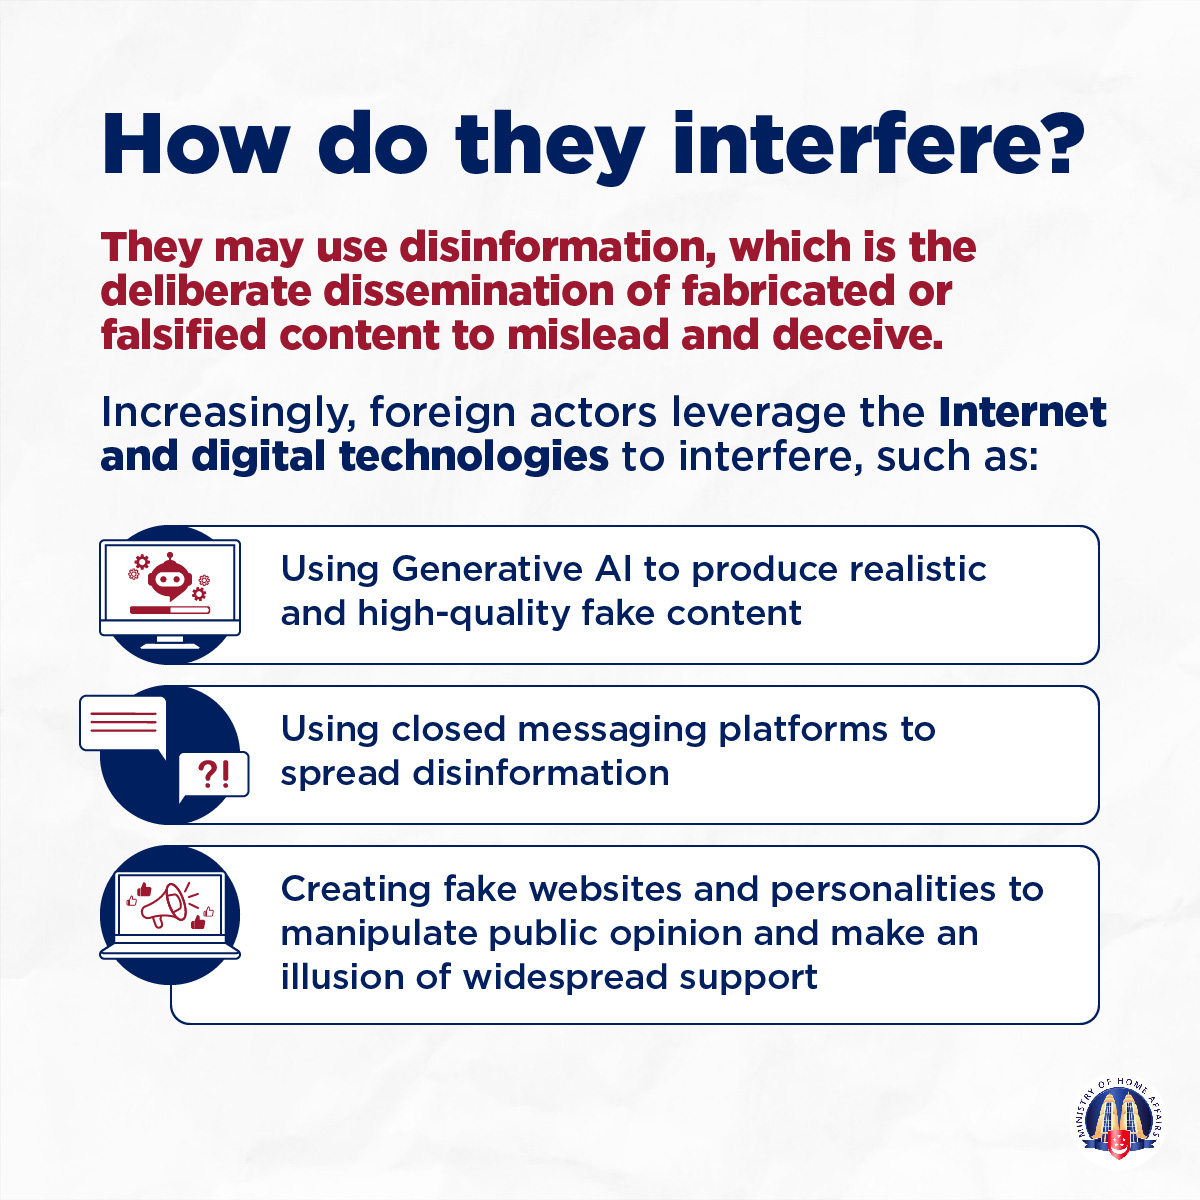 How do they interfere?
They may use disinformation, which is the
deliberate dissemination of fabricated or
falsified content to mislead and deceive.
Increasingly, foreign actors leverage the Internet
and digital technologies to interfere, such as:
Using Generative AI to produce realistic
and high-quality fake content
?!
Using closed messaging platforms to
spread disinformation
Creating fake websites and personalities to
manipulate public opinion and make an
illusion of widespread support
MINISTRY OF HOME AFFAIRS